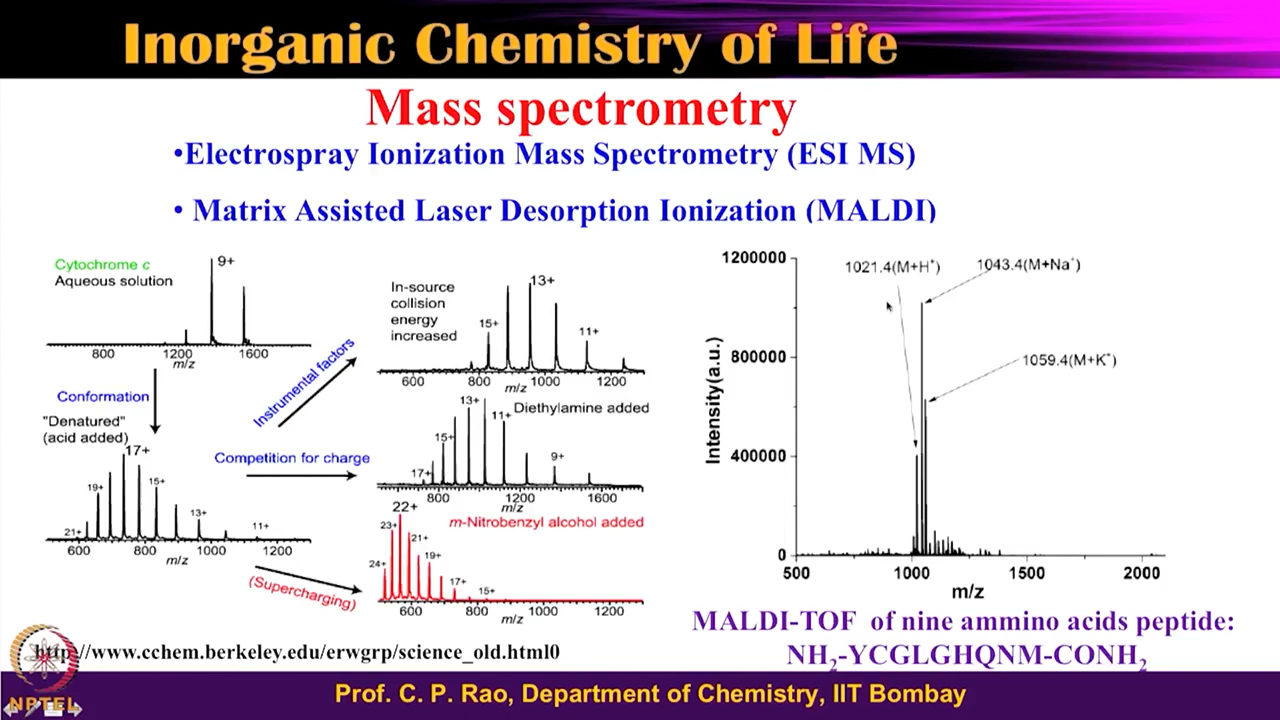 Inorganic Chemistry of Life
Mass spectrometry
•Electrospray Ionization Mass Spectrometry (ESI MS)
• Matrix Assisted Laser Desorption Ionization (MALDI)
Cytochrome c
Aqueous solution
9+
800 1200 1600
m/z
Conformation
"Denatured"
(acid added)
21+ 19+ 17+ 15+ 13+ 11+
600 800 1000 1200
m/z
Instrumental factors
Competition for charge
(Supercharging)
In-source
collision
energy
increased
15+ 13+ 11+
600 800 1000 1200
m/z
Diethylamine added
17+ 15+ 13+ 11+ 9+
800 1200 1600
m/z
m-Nitrobenzyl alcohol added
24+ 23+ 22+ 21+ 19+ 17+ 15+
600 800 1000 1200
m/z
1021.4(M+H⁺)
1043.4(M+Na⁺)
1059.4(M+K⁺)
Intensity(a.u.)
1200000
800000
400000
0
500 1000 1500 2000
m/z
MALDI-TOF of nine ammino acids peptide:
NH₂-YCGLGHQNM-CONH₂
http://www.cchem.berkeley.edu/erwgrp/science_old.html0
NPTEL
Prof. C. P. Rao, Department of Chemistry, IIT Bombay